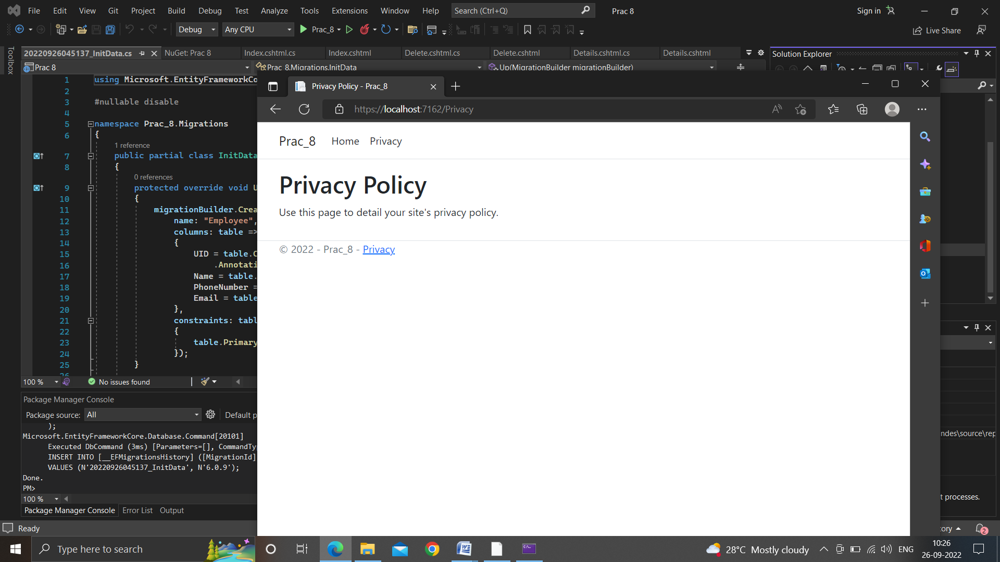 File Edit View Git Project Build Debug Test Analyze Tools Extensions Window Help Search (Ctrl+Q) Prac 8 Sign in
Debug Any CPU Prac_8 Live Share
Toolbox
20220926045137_InitData.cs NuGet: Prac 8 Index.cshtml.cs Index.cshtml Delete.cshtml.cs Delete.cshtml Details.cshtml.cs Details.cshtml Solution Explorer
Prac 8 Prac_8.Migrations.InitData Up(MigrationBuilder migrationBuilder)
1 using Microsoft.EntityFrameworkCo
2
3 #nullable disable
4
5 namespace Prac_8.Migrations
6 {
1 reference
7 public partial class InitData
8 {
0 references
9 protected override void U
10 {
11 migrationBuilder.Crea
12 name: "Employee",
13 columns: table =>
14 {
15 UID = table.C
16 .Annotati
17 Name = table.
18 PhoneNumber =
19 Email = table
20 },
21 constraints: tabl
22 {
23 table.Primary
24 });
25 }
26
100 % No issues found
Package Manager Console
Package source: All Default p
);
Microsoft.EntityFrameworkCore.Database.Command[20101]
Executed DbCommand (3ms) [Parameters=[], CommandTy
INSERT INTO [__EFMigrationsHistory] ([MigrationId]
VALUES (N'20220926045137_InitData', N'6.0.9');
Done.
PM>
100 %
Package Manager Console Error List Output
Ready
Privacy Policy - Prac_8
https://localhost:7162/Privacy
Prac_8 Home Privacy
Privacy Policy
Use this page to detail your site's privacy policy.
© 2022 - Prac_8 - Privacy
ndes\source\rep
t processes.
ory 2
Type here to search 28°C Mostly cloudy ENG 10:26
26-09-2022